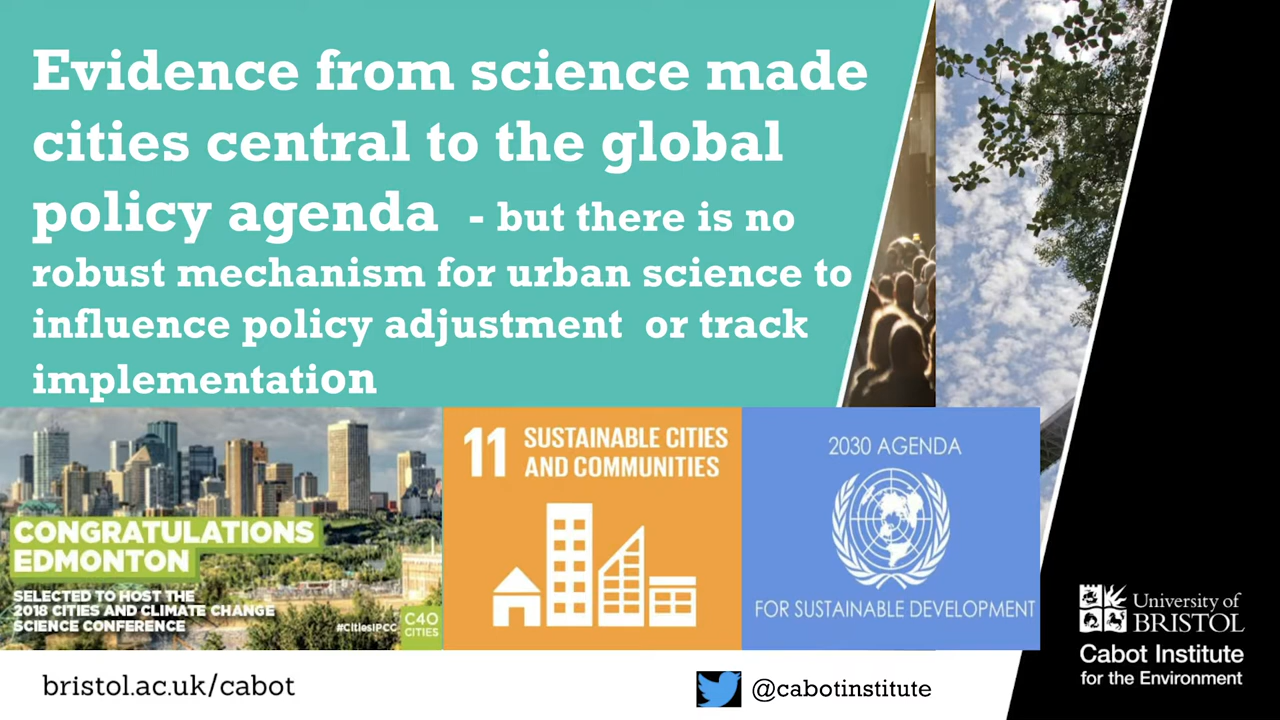 Evidence from science made
cities central to the global
policy agenda - but there is no
robust mechanism for urban science to
influence policy adjustment or track
implementation
CONGRATULATIONS
EDMONTON
SELECTED TO HOST THE
2018 CITIES AND CLIMATE CHANGE
SCIENCE CONFERENCE
#CitiesIPCC
C40
CITIES
11 SUSTAINABLE CITIES
AND COMMUNITIES
2030 AGENDA
FOR SUSTAINABLE DEVELOPMENT
University of
BRISTOL
Cabot Institute
for the Environment
bristol.ac.uk/cabot
@cabotinstitute